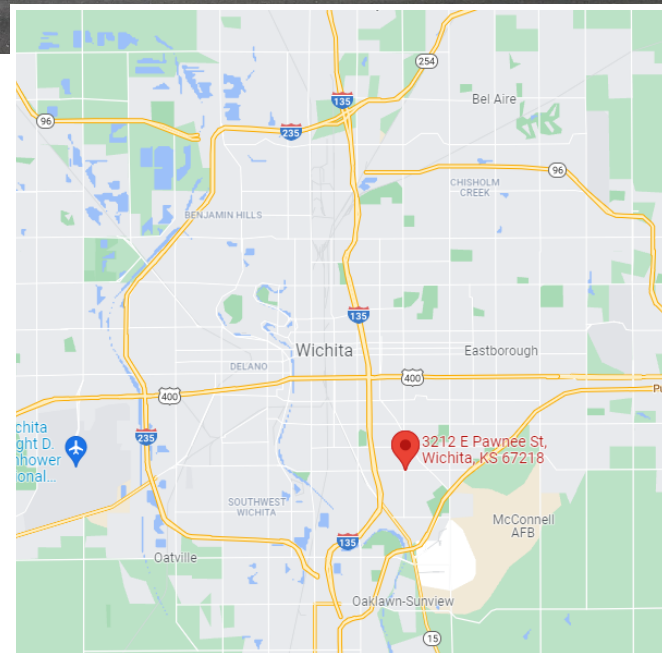 254
135
Bel Aire
96
235
96
CHISHOLM
CREEK
BENJAMIN HILLS
135
Wichita
Eastborough
DELANO
400
400
235
chita
ght D.
nhower
onal...
3212 E Pawnee St,
Wichita, KS 67218
SOUTHWEST
WICHITA
McConnell
AFB
135
Oatville
Oaklawn-Sunview
15